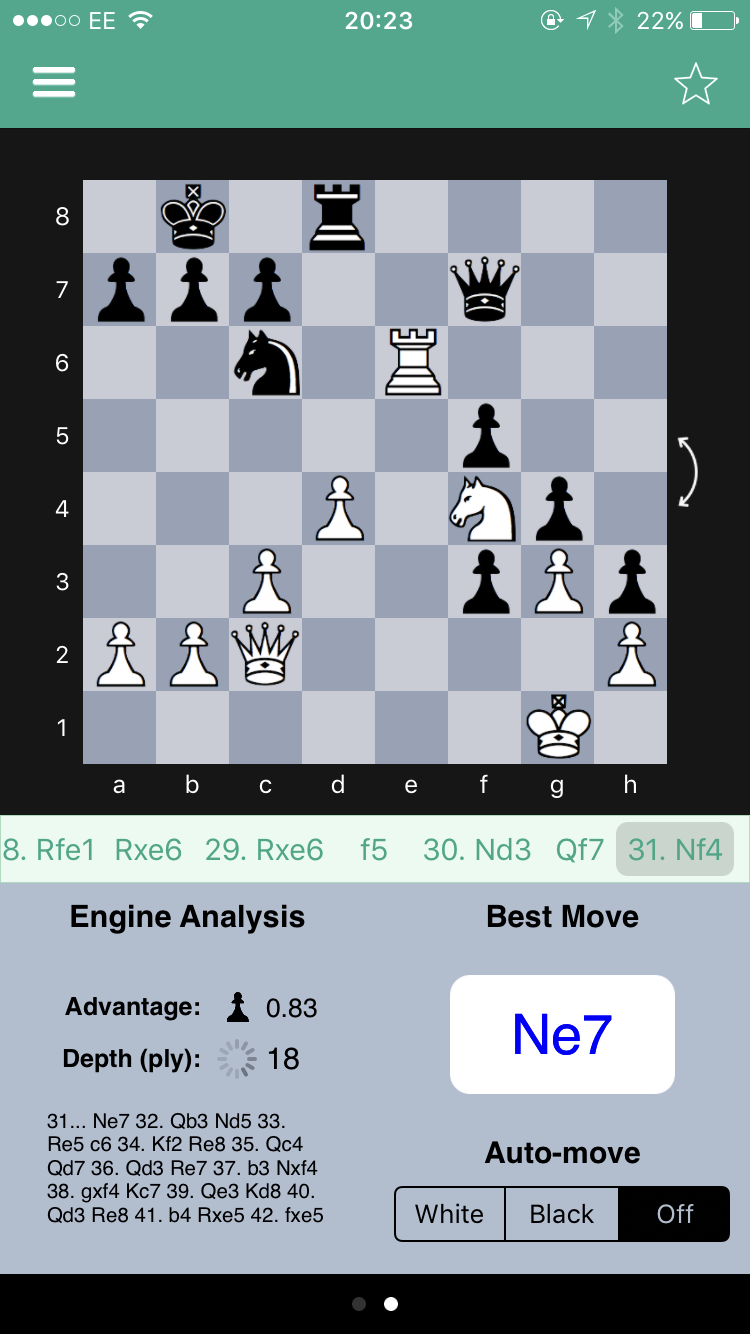 EE 20:23 22%
8
7
6
5
4
3
2
1
a b c d e f g h
8. Rfe1 Rxe6 29. Rxe6 f5 30. Nd3 Qf7 31. Nf4
Engine Analysis Best Move
Advantage: 0.83
Ne7
Depth (ply): 18
31... Ne7 32. Qb3 Nd5 33.
Re5 c6 34. Kf2 Re8 35. Qc4
Qd7 36. Qd3 Re7 37. b3 Nxf4
38. gxf4 Kc7 39. Qe3 Kd8 40.
Qd3 Re8 41. b4 Rxe5 42. fxe5
Auto-move
White Black Off